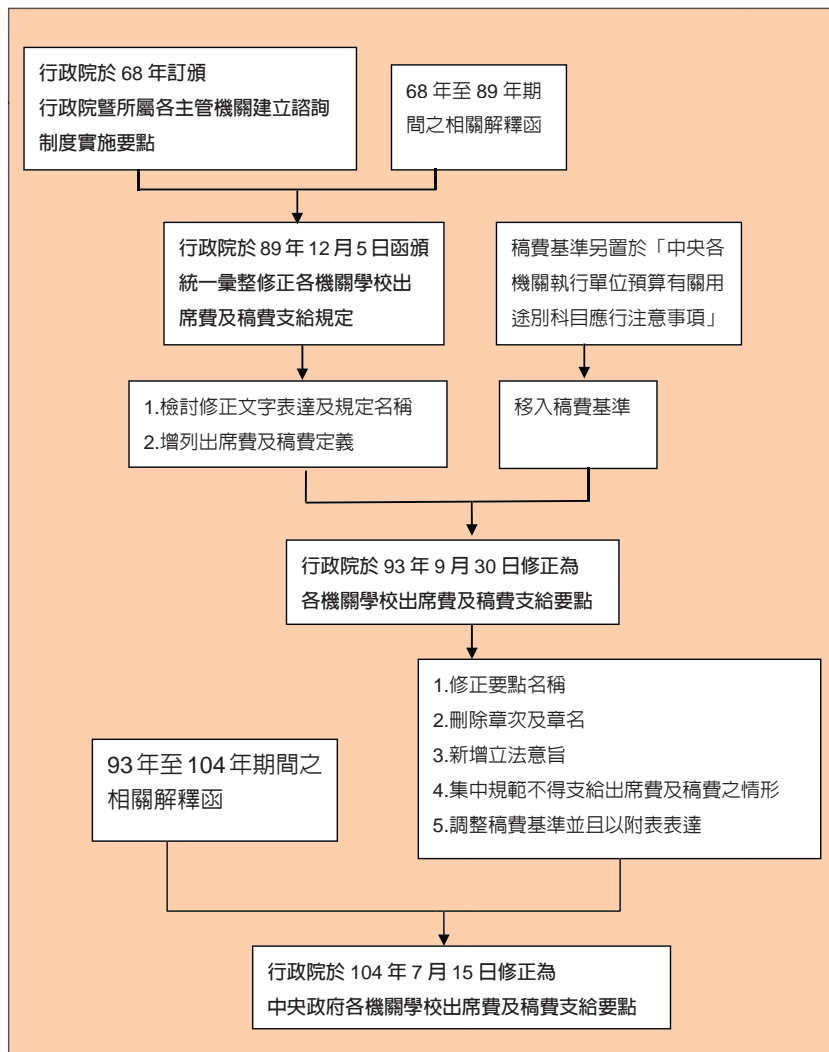 行政院於 68 年訂頒
行政院暨所屬各主管機關建立諮詢
制度實施要點
68 年至 89 年期
間之相關解釋函
行政院於 89 年 12 月 5 日函頒
統一彙整修正各機關學校出
席費及稿費支給規定
稿費基準另置於「中央各
機關執行單位預算有關用
途別科目應行注意事項」
1.檢討修正文字表達及規定名稱
2.增列出席費及稿費定義
移入稿費基準
行政院於 93 年 9 月 30 日修正為
各機關學校出席費及稿費支給要點
1.修正要點名稱
2.刪除章次及章名
3.新增立法意旨
4.集中規範不得支給出席費及稿費之情形
5.調整稿費基準並且以附表表達
93 年至 104 年期間之
相關解釋函
行政院於 104 年 7 月 15 日修正為
中央政府各機關學校出席費及稿費支給要點